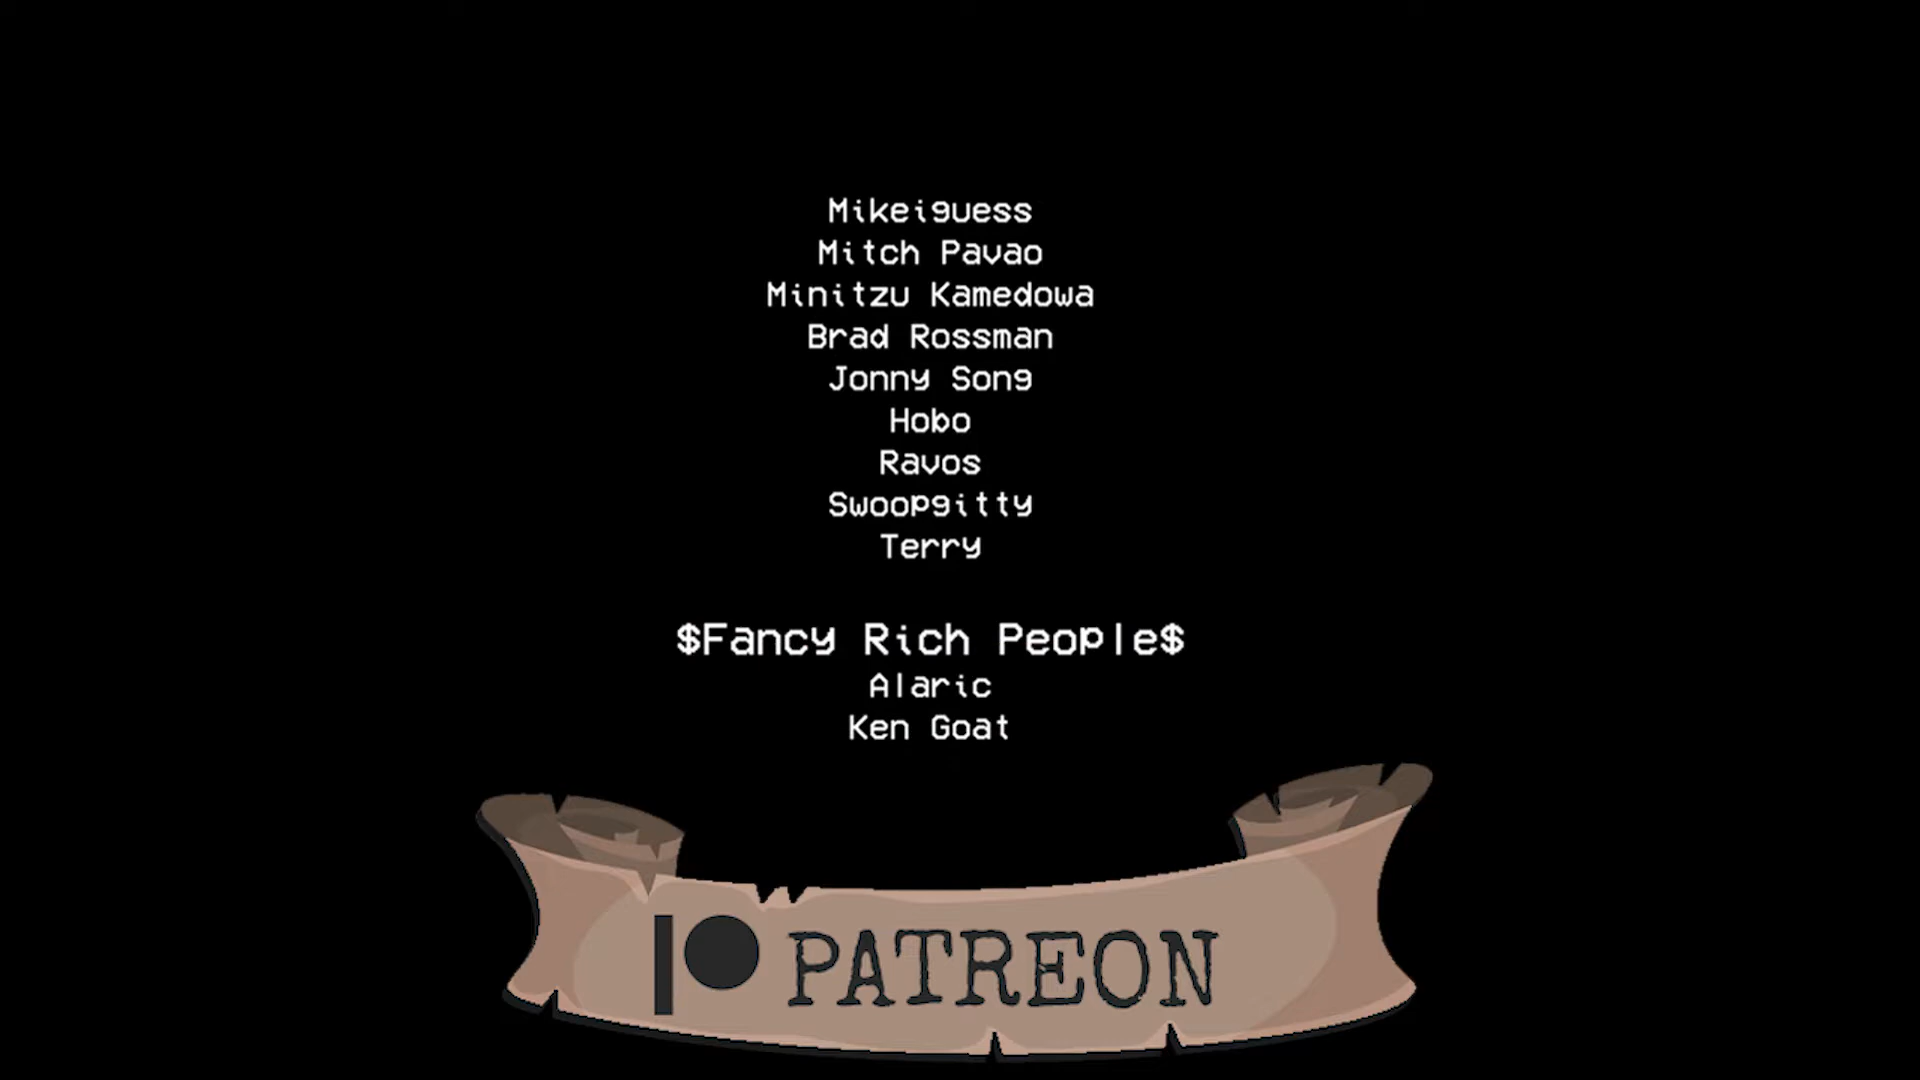 Mikeiguess
Mitch Pavao
Minitzu Kamedowa
Brad Rossman
Jonny Song
Hobo
Ravos
Swoopgitty
Terry
$Fancy Rich People$
Alaric
Ken Goat
PATREON